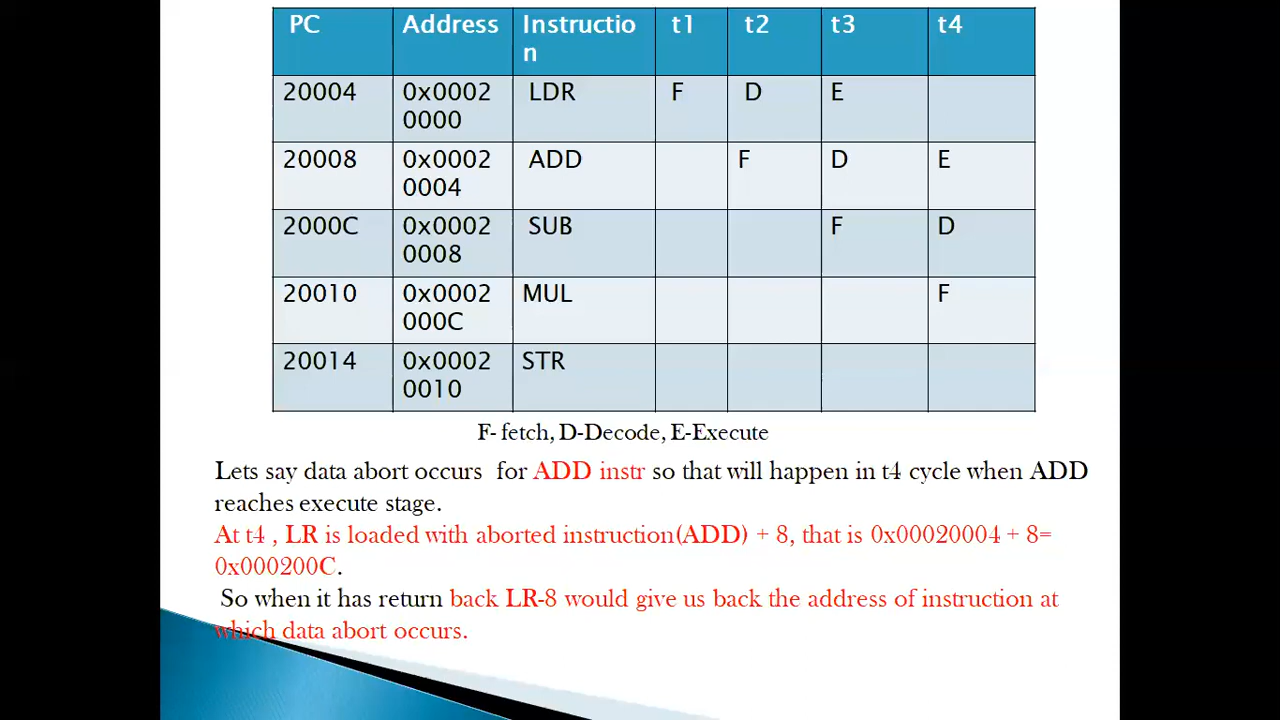 PC Address Instructio t1 t2 t3 t4
n
20004 0x0002 LDR F D E
0000
20008 0x0002 ADD F D E
0004
2000C 0x0002 SUB F D
0008
20010 0x0002 MUL F
000C
20014 0x0002 STR
0010
F- fetch, D-Decode, E-Execute
Lets say data abort occurs for ADD instr so that will happen in t4 cycle when ADD
reaches execute stage.
At t4 , LR is loaded with aborted instruction(ADD) + 8, that is 0x00020004 + 8=
0x000200C.
So when it has return back LR-8 would give us back the address of instruction at
which data abort occurs.